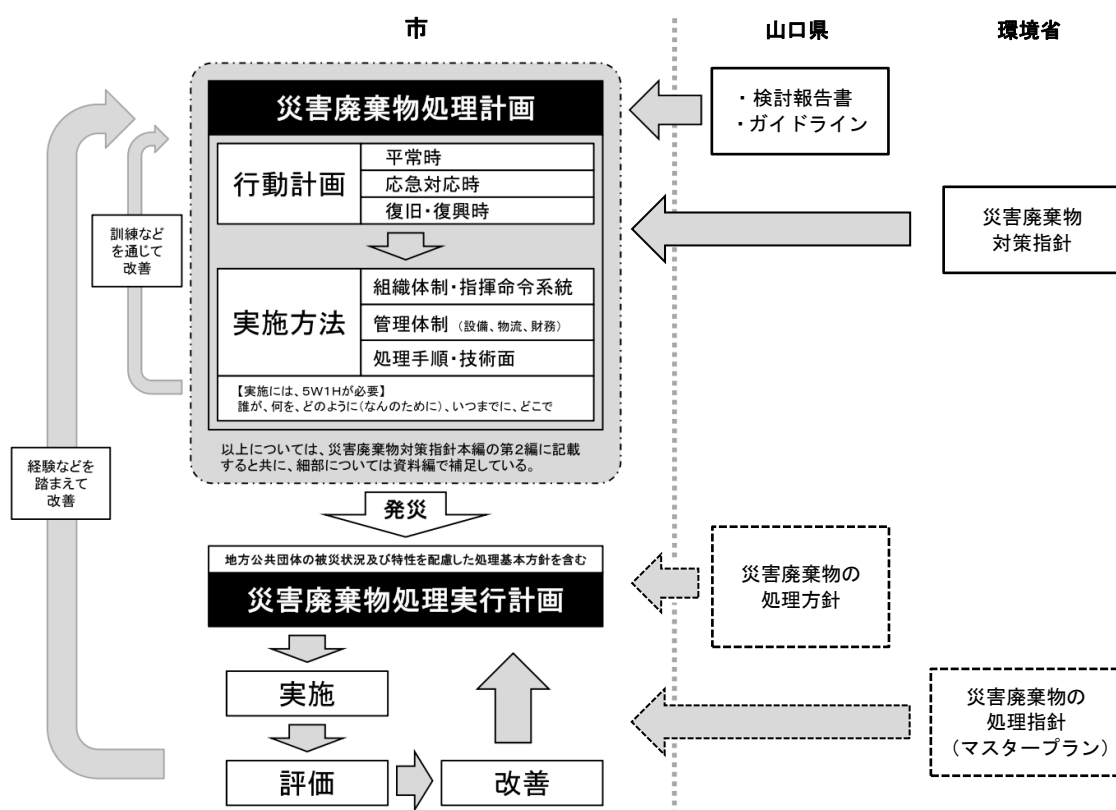 市
山口県
環境省
災害廃棄物処理計画
行動計画
平常時
応急対応時
復旧・復興時
実施方法
組織体制・指揮命令系統
管理体制 (設備、物流、財務)
処理手順・技術面
【実施には、5W1Hが必要】
誰が、何を、どのように(なんのために)、いつまでに、どこで
以上については、災害廃棄物対策指針本編の第2編に記載
すると共に、細部については資料編で補足している。
訓練など
を通じて
改善
経験などを
踏まえて
改善
・検討報告書
・ガイドライン
災害廃棄物
対策指針
発災
地方公共団体の被災状況及び特性を配慮した処理基本方針を含む
災害廃棄物処理実行計画
実施
評価
改善
災害廃棄物の
処理方針
災害廃棄物の
処理指針
(マスタープラン)